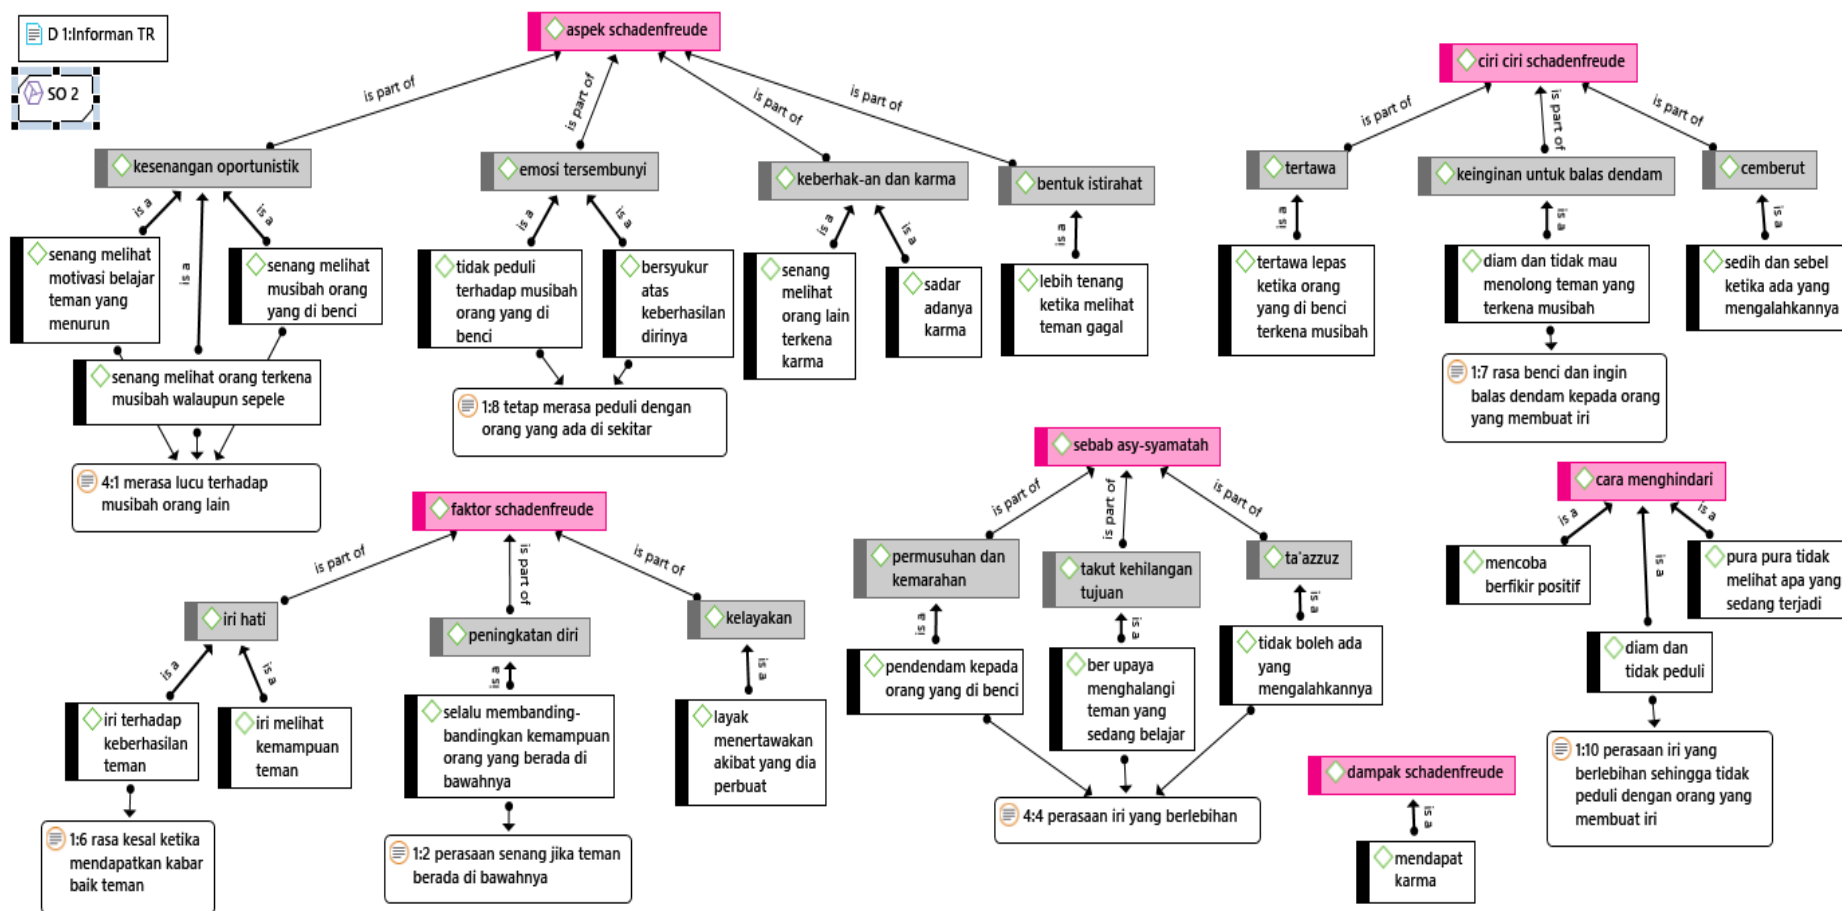 D 1:Informan TR
SO 2
aspek schadenfreude
is part of
is part of
is part of
is part of
kesenangan oportunistik
emosi tersembunyi
keberhak-an dan karma
bentuk istirahat
is a
is a
is a
is a
is a
is a
is a
is a
senang melihat
motivasi belajar
teman yang
menurun
senang melihat
musibah orang
yang di benci
senang melihat orang terkena
musibah walaupun sepele
4:1 merasa lucu terhadap
musibah orang lain
tidak peduli
terhadap musibah
orang yang di
benci
bersyukur
atas
keberhasilan
dirinya
1:8 tetap merasa peduli dengan
orang yang ada di sekitar
senang
melihat
orang lain
terkena
karma
sadar
adanya
karma
lebih tenang
ketika melihat
teman gagal
ciri ciri schadenfreude
is part of
is part of
is part of
tertawa
keinginan untuk balas dendam
cemberut
is a
is a
is a
tertawa lepas
ketika orang
yang di benci
terkena musibah
diam dan tidak mau
menolong teman yang
terkena musibah
sedih dan sebel
ketika ada yang
mengalahkannya
1:7 rasa benci dan ingin
balas dendam kepada orang
yang membuat iri
faktor schadenfreude
is part of
is part of
is part of
iri hati
peningkatan diri
kelayakan
is a
is a
is a
is a
iri terhadap
keberhasilan
teman
iri melihat
kemampuan
teman
selalu membanding-
bandingkan kemampuan
orang yang berada di
bawahnya
layak
menertawakan
akibat yang dia
perbuat
1:6 rasa kesal ketika
mendapatkan kabar
baik teman
1:2 perasaan senang jika teman
berada di bawahnya
sebab asy-syamatah
is part of
is part of
is part of
permusuhan dan
kemarahan
takut kehilangan
tujuan
ta'azzuz
is a
is a
is a
pendendam kepada
orang yang di benci
ber upaya
menghalangi
teman yang
sedang belajar
tidak boleh ada
yang
mengalahkannya
4:4 perasaan iri yang berlebihan
cara menghindari
is a
is a
is a
mencoba
berfikir positif
diam dan
tidak peduli
pura pura tidak
melihat apa yang
sedang terjadi
1:10 perasaan iri yang
berlebihan sehingga tidak
peduli dengan orang yang
membuat iri
dampak schadenfreude
is a
mendapat
karma